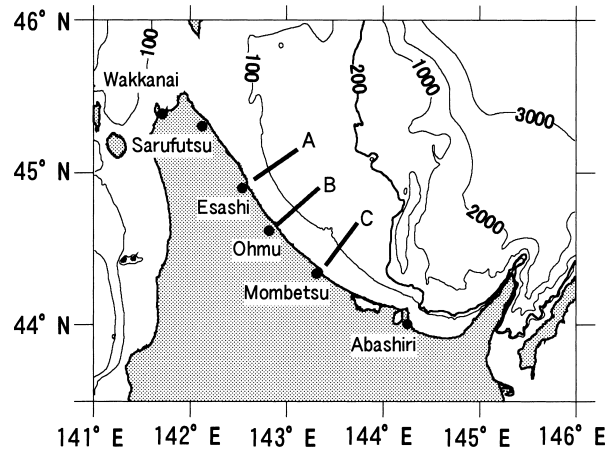 46° N
100
Wakkanai
100
200
1000
3000
Sarufutsu
A
45° N
B
Esashi
C
2000
Ohmu
Mombetsu
44° N
Abashiri
141° E 142° E 143° E 144° E 145° E 146° E